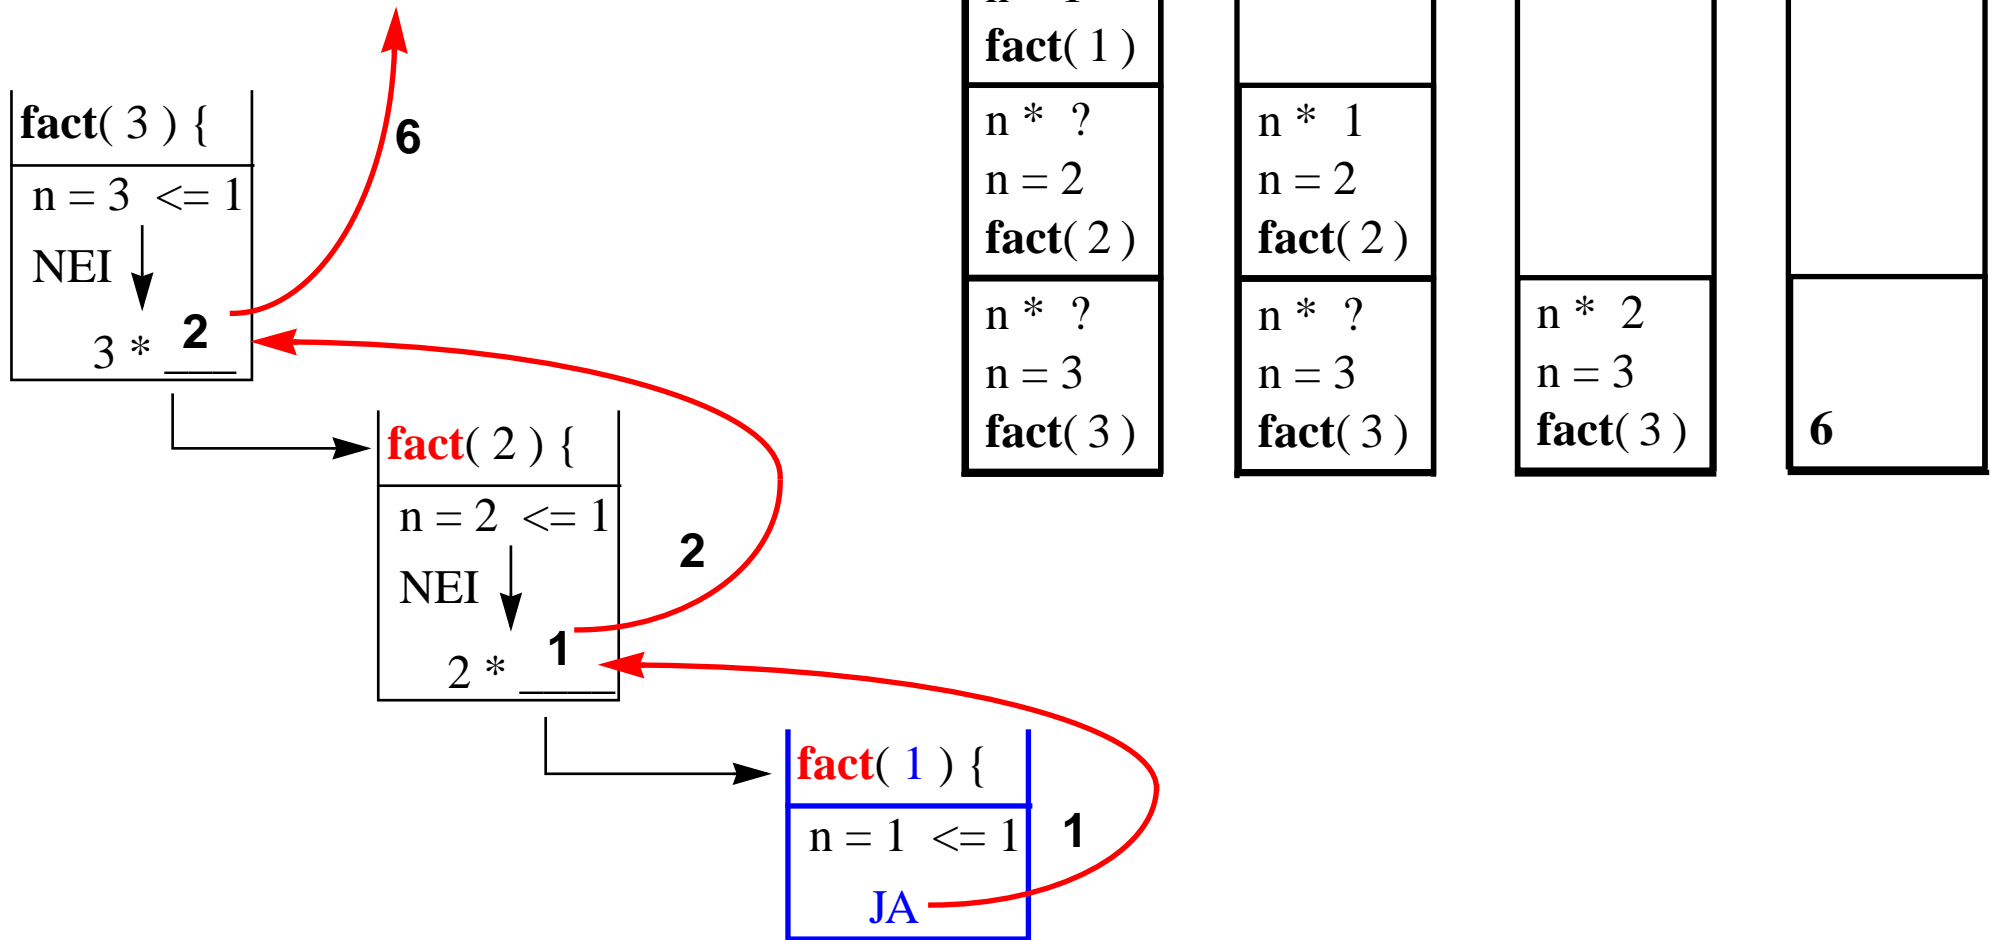 fact( 3 ) {
n = 3 <= 1
NEI
3 * 2 ___
6
fact( 2 ) {
n = 2 <= 1
NEI
2 * 1 ____
2
fact( 1 ) {
n = 1 <= 1
JA
1
fact( 1 )
n * ?
n = 2
fact( 2 )
n * ?
n = 3
fact( 3 )
n * 1
n = 2
fact( 2 )
n * ?
n = 3
fact( 3 )
n * 2
n = 3
fact( 3 )
6